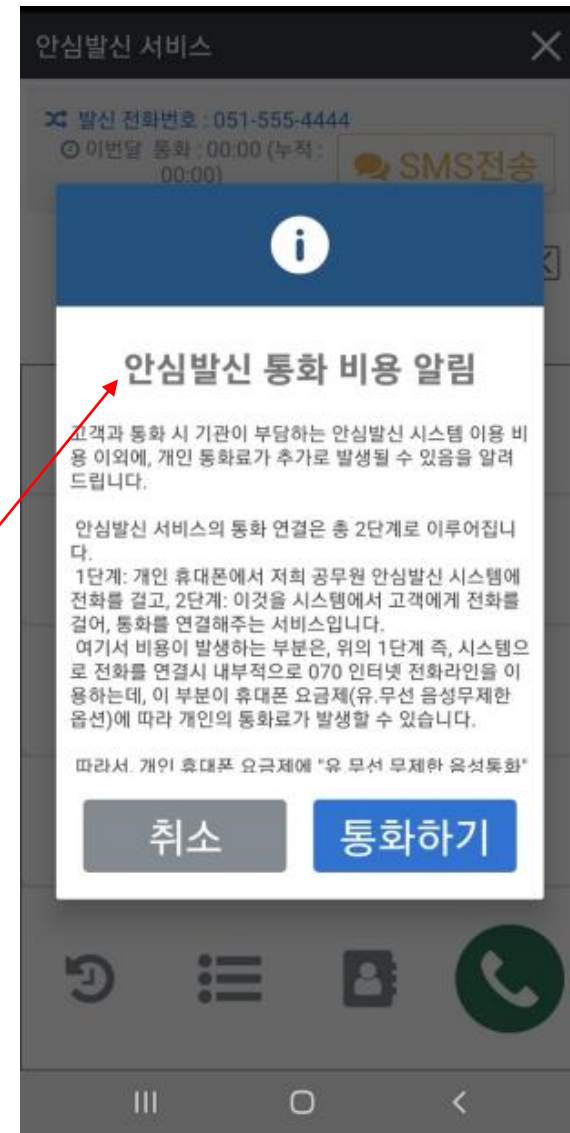 안심발신 서비스
발신 전화번호 : 051-555-4444
이번달 통화 : 00:00 (누적 :
00:00)
SMS전송
안심발신 통화 비용 알림
고객과 통화 시 기관이 부담하는 안심발신 시스템 이용 비
용 이외에, 개인 통화료가 추가로 발생될 수 있음을 알려
드립니다.
안심발신 서비스의 통화 연결은 총 2단계로 이루어집니
다.
1단계: 개인 휴대폰에서 저희 공무원 안심발신 시스템에
전화를 걸고, 2단계: 이것을 시스템에서 고객에게 전화를
걸어, 통화를 연결해주는 서비스입니다.
여기서 비용이 발생하는 부분은, 위의 1단계 즉, 시스템으
로 전화를 연결시 내부적으로 070 인터넷 전화라인을 이
용하는데, 이 부분이 휴대폰 요금제(유.무선 음성무제한
옵션)에 따라 개인의 통화료가 발생할 수 있습니다.
따라서, 개인 휴대폰 요금제에 "유.무선 무제한 음성통화"
취소
통화하기